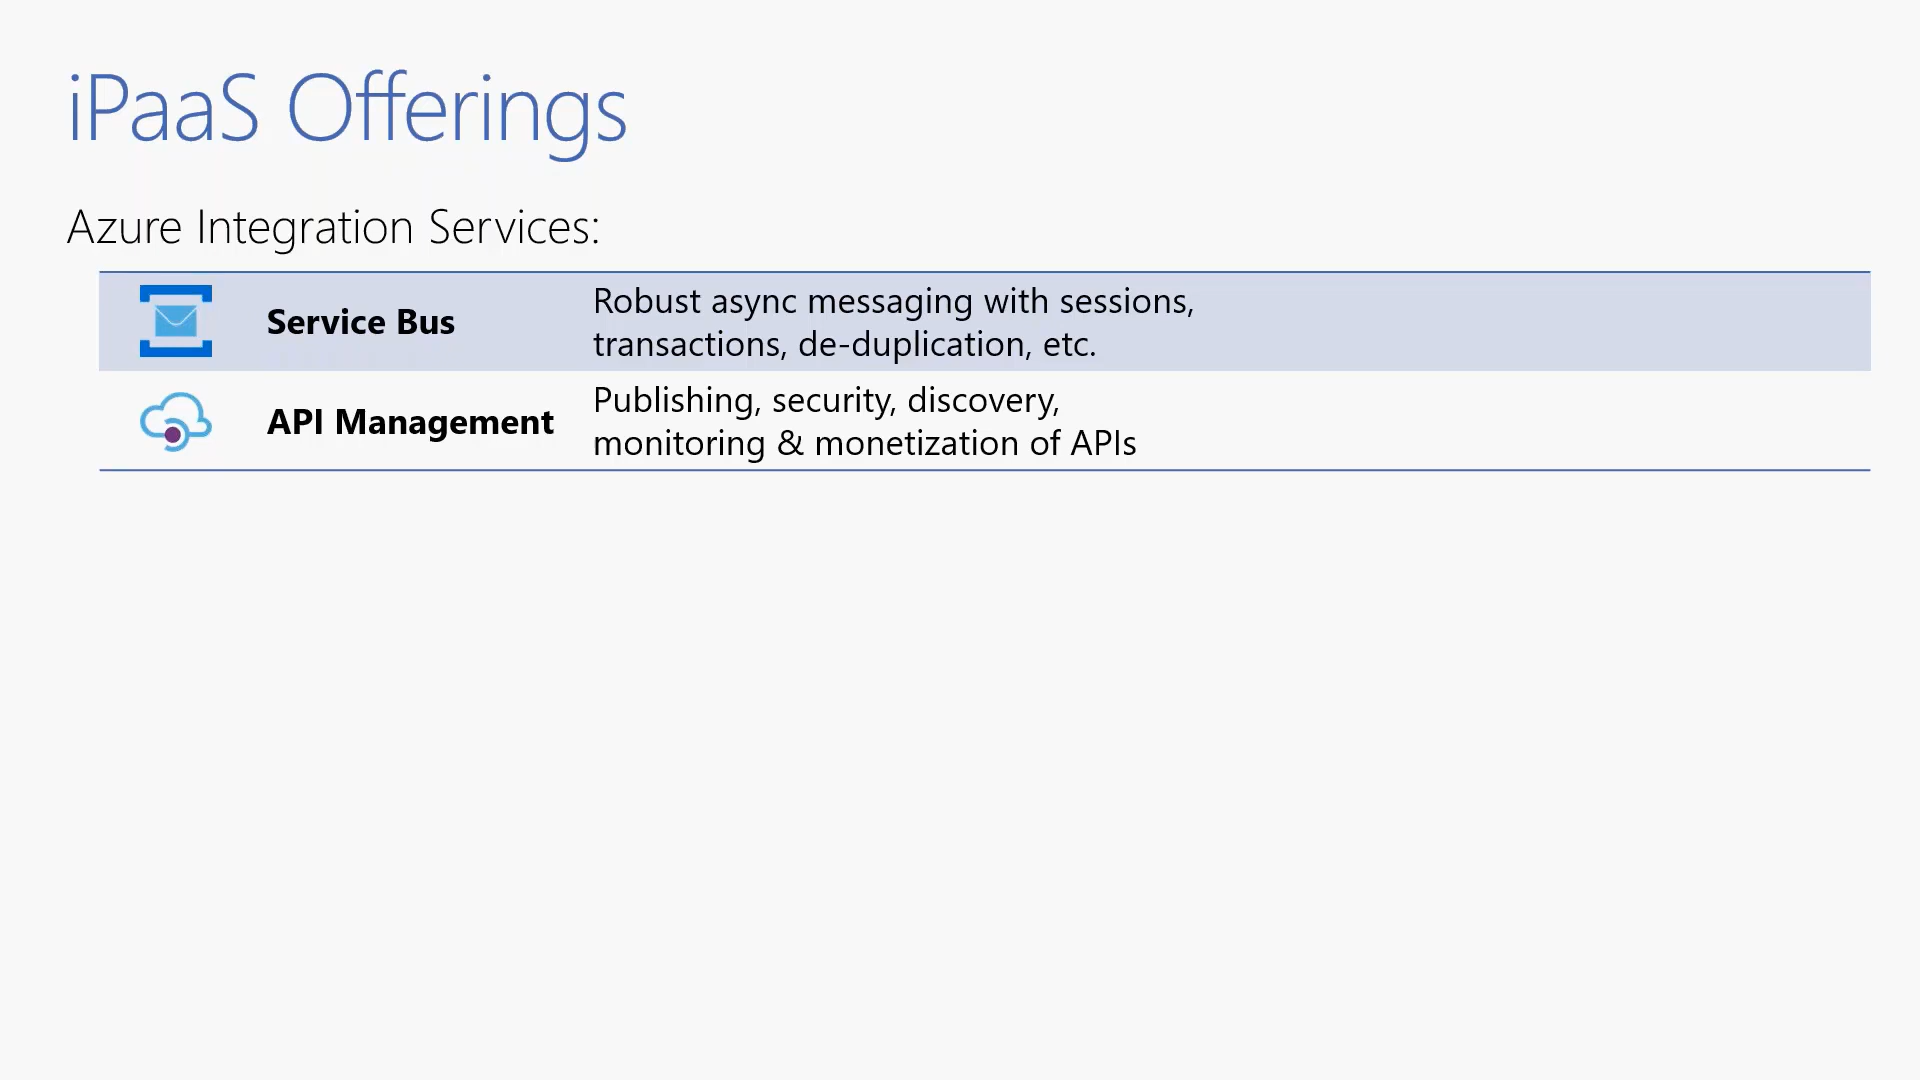 iPaaS Offerings
Azure Integration Services:
Service Bus
Robust async messaging with sessions,
transactions, de-duplication, etc.
API Management
Publishing, security, discovery,
monitoring & monetization of APIs